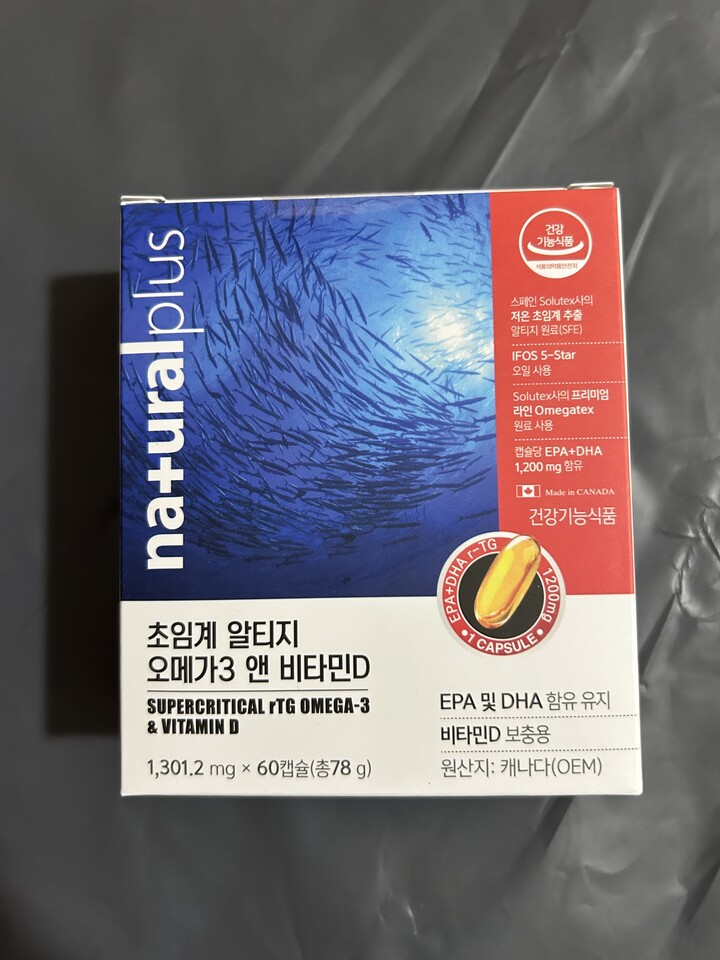 naturalplus
건강
기능식품
식품의약품안전처
스페인 Solutex사의
저온 초임계 추출
알티지 원료(SFE)
IFOS 5-Star
오일 사용
Solutex사의 프리미엄
라인 Omegatex
원료 사용
캡슐당 EPA+DHA
1,200 mg 함유
Made in CANADA
건강기능식품
EPA+DHA r-TG 1200mg
• 1 CAPSULE •
초임계 알티지
오메가3 앤 비타민D
SUPERCRITICAL rTG OMEGA-3
& VITAMIN D
1,301.2 mg × 60캡슐(총78 g)
EPA 및 DHA 함유 유지
비타민D 보충용
원산지: 캐나다(OEM)